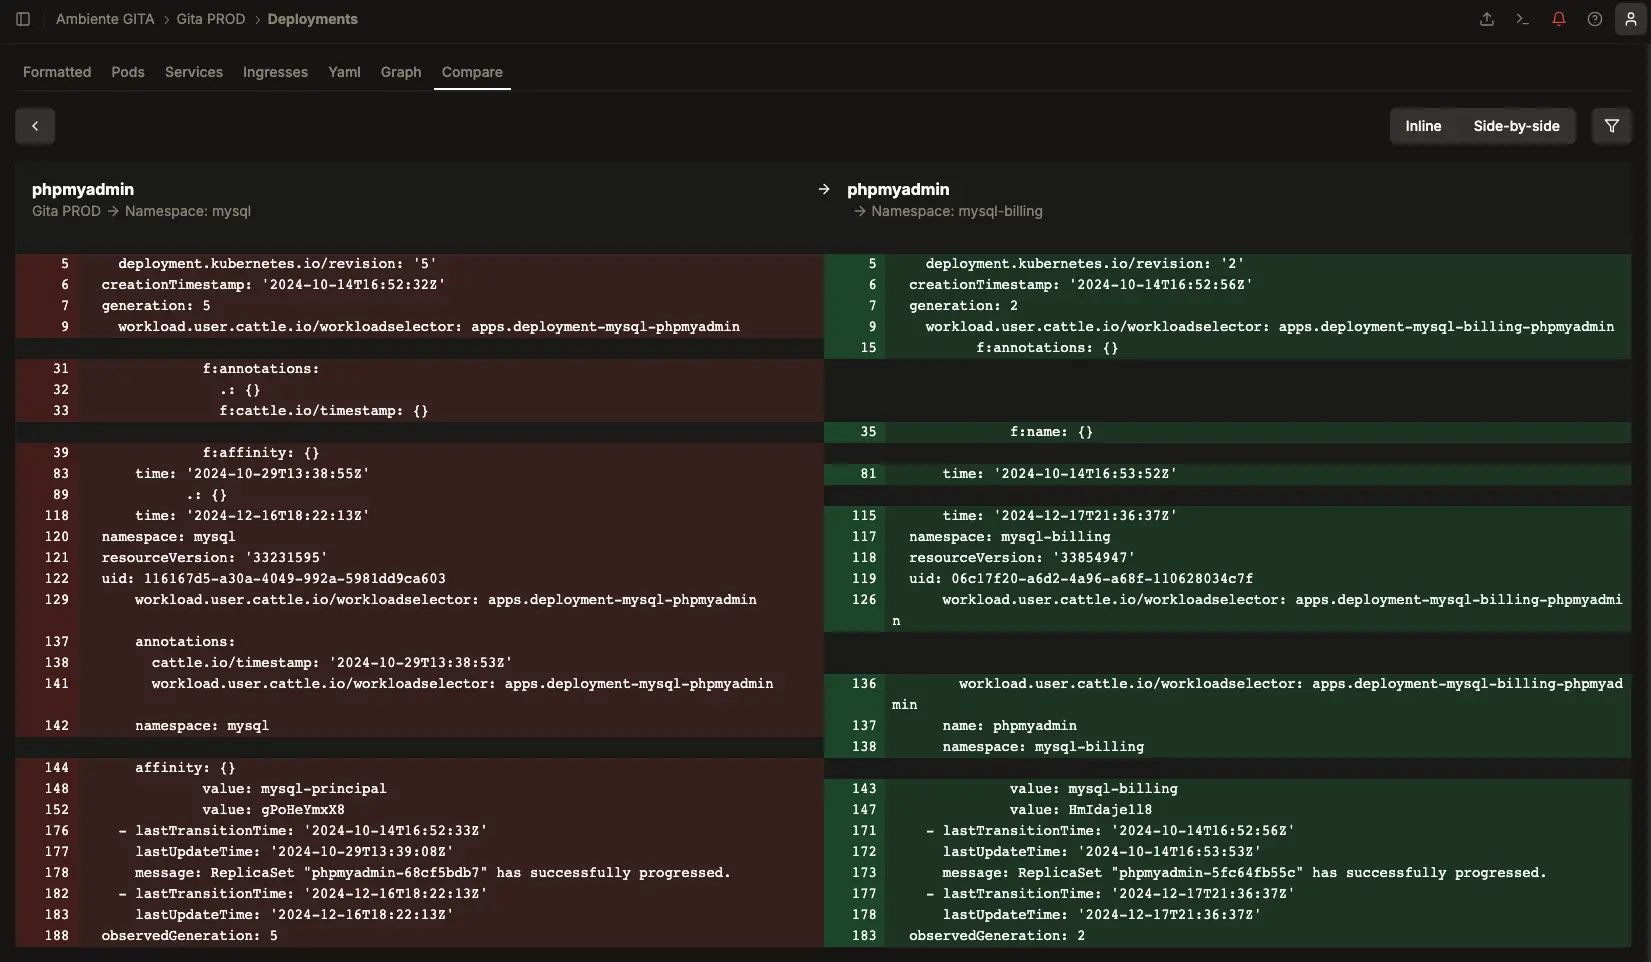 Ambiente GITA > Gita PROD > Deployments
Formatted Pods Services Ingresses Yaml Graph Compare
Inline Side-by-side
phpmyadmin
Gita PROD → Namespace: mysql
→ phpmyadmin
→ Namespace: mysql-billing
5 deployment.kubernetes.io/revision: '5'
6 creationTimestamp: '2024-10-14T16:52:32Z'
7 generation: 5
9 workload.user.cattle.io/workloadselector: apps.deployment-mysql-phpmyadmin
31 f:annotations:
32 .: {}
33 f:cattle.io/timestamp: {}
39 f:affinity: {}
83 time: '2024-10-29T13:38:55Z'
89 .: {}
118 time: '2024-12-16T18:22:13Z'
120 namespace: mysql
121 resourceVersion: '33231595'
122 uid: 116167d5-a30a-4049-992a-5981dd9ca603
129 workload.user.cattle.io/workloadselector: apps.deployment-mysql-phpmyadmin
137 annotations:
138 cattle.io/timestamp: '2024-10-29T13:38:53Z'
141 workload.user.cattle.io/workloadselector: apps.deployment-mysql-phpmyadmin
142 namespace: mysql
144 affinity: {}
148 value: mysql-principal
152 value: gPoHeYmxX8
176 - lastTransitionTime: '2024-10-14T16:52:33Z'
177 lastUpdateTime: '2024-10-29T13:39:08Z'
178 message: ReplicaSet "phpmyadmin-68cf5bdb7" has successfully progressed.
182 - lastTransitionTime: '2024-12-16T18:22:13Z'
183 lastUpdateTime: '2024-12-16T18:22:13Z'
188 observedGeneration: 5
5 deployment.kubernetes.io/revision: '2'
6 creationTimestamp: '2024-10-14T16:52:56Z'
7 generation: 2
9 workload.user.cattle.io/workloadselector: apps.deployment-mysql-billing-phpmyadmin
15 f:annotations: {}
35 f:name: {}
81 time: '2024-10-14T16:53:52Z'
115 time: '2024-12-17T21:36:37Z'
117 namespace: mysql-billing
118 resourceVersion: '33854947'
119 uid: 06c17f20-a6d2-4a96-a68f-110628034c7f
126 workload.user.cattle.io/workloadselector: apps.deployment-mysql-billing-phpmyadmi
n
136 workload.user.cattle.io/workloadselector: apps.deployment-mysql-billing-phpmyad
min
137 name: phpmyadmin
138 namespace: mysql-billing
143 value: mysql-billing
147 value: HmIdajell8
171 - lastTransitionTime: '2024-10-14T16:52:56Z'
172 lastUpdateTime: '2024-10-14T16:53:53Z'
173 message: ReplicaSet "phpmyadmin-5fc64fb55c" has successfully progressed.
177 - lastTransitionTime: '2024-12-17T21:36:37Z'
178 lastUpdateTime: '2024-12-17T21:36:37Z'
183 observedGeneration: 2